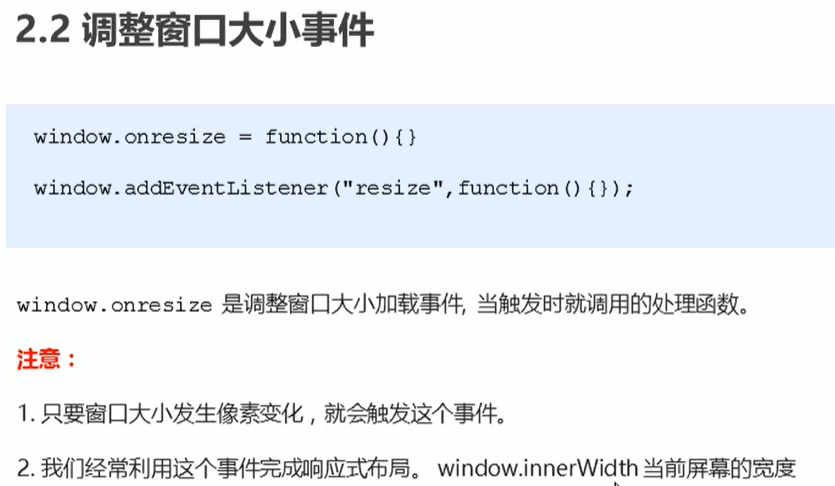 2.2 调整窗口大小事件
window.onresize = function(){}
window.addEventListener("resize",function(){});
window.onresize 是调整窗口大小加载事件, 当触发时就调用的处理函数。
注意：
1. 只要窗口大小发生像素变化，就会触发这个事件。
2. 我们经常利用这个事件完成响应式布局。 window.innerWidth 当前屏幕的宽度